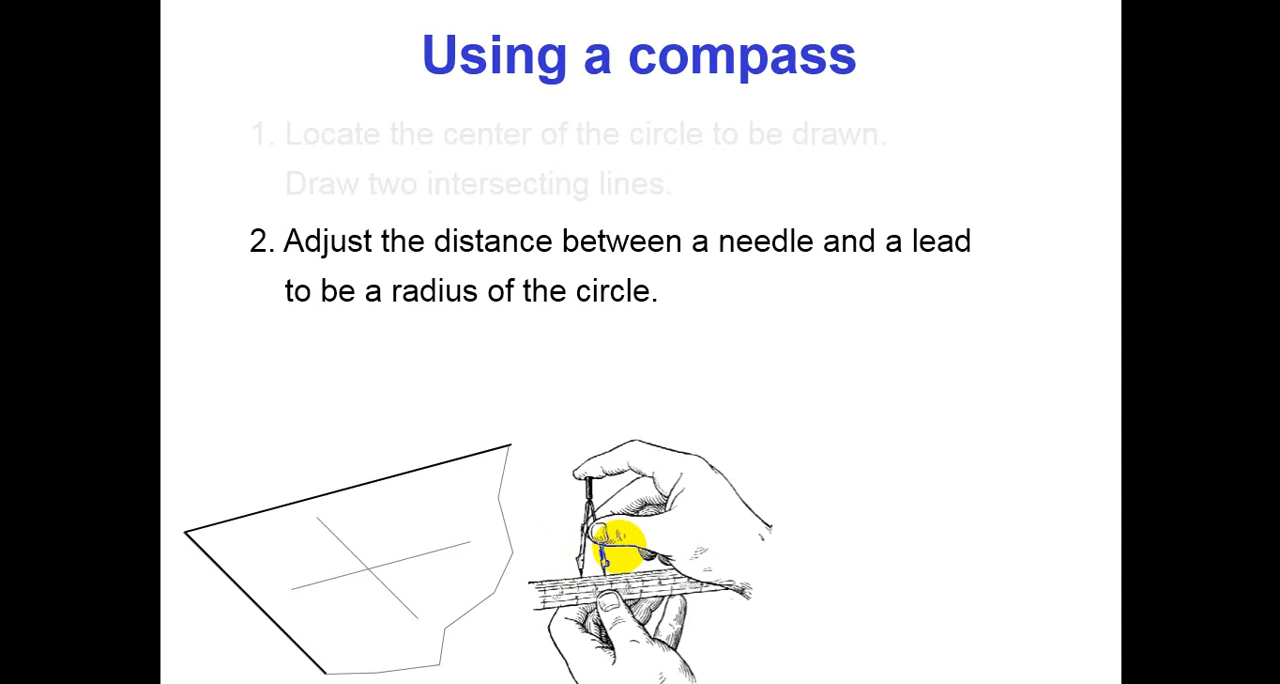 Using a compass
1. Locate the center of the circle to be drawn.
Draw two intersecting lines.
2. Adjust the distance between a needle and a lead
to be a radius of the circle.